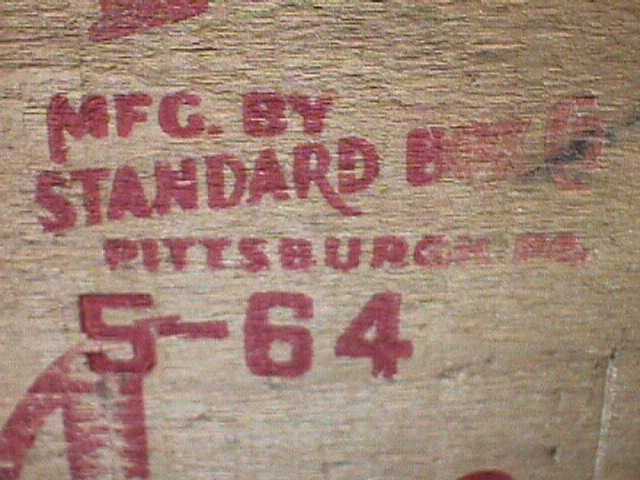 MFG. BY
STANDARD
PITTSBURGH. PA.
5-64